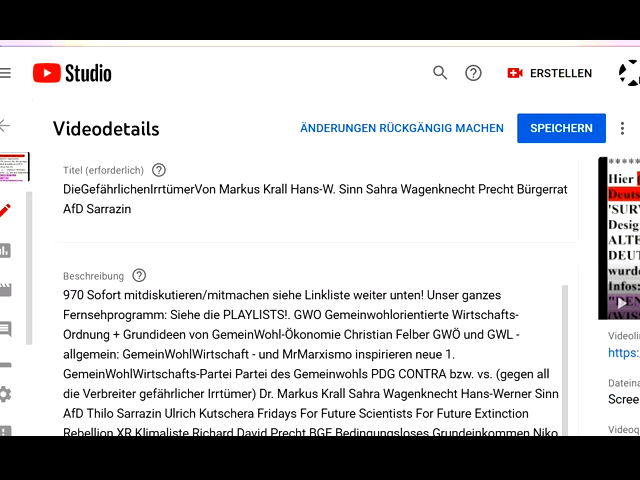 Studio
ERSTELLEN
Videodetails
ÄNDERUNGEN RÜCKGÄNGIG MACHEN
SPEICHERN
Titel (erforderlich)
DieGefährlichenIrrtümerVon Markus Krall Hans-W. Sinn Sahra Wagenknecht Precht Bürgerrat
AfD Sarrazin
Beschreibung
970 Sofort mitdiskutieren/mitmachen siehe Linkliste weiter unten! Unser ganzes
Fernsehprogramm: Siehe die PLAYLISTS!. GWO Gemeinwohlorientierte Wirtschafts-
Ordnung + Grundideen von GemeinWohl-Ökonomie Christian Felber GWÖ und GWL -
allgemein: GemeinWohlWirtschaft - und MrMarxismo inspirieren neue 1.
GemeinWohlWirtschafts-Partei Partei des Gemeinwohls PDG CONTRA bzw. vs. (gegen all
die Verbreiter gefährlicher Irrtümer) Dr. Markus Krall Sahra Wagenknecht Hans-Werner Sinn
AfD Thilo Sarrazin Ulrich Kutschera Fridays For Future Scientists For Future Extinction
Rebellion XR Klimaliste Richard David Precht BGE Bedingungsloses Grundeinkommen Niko
*****
Hier
Deuts
'SUR
Desig
ALTE
DEUT
wurde
Infos:
"DEN
(WIS
Videolin
https:
Dateina
Scree
Videoq